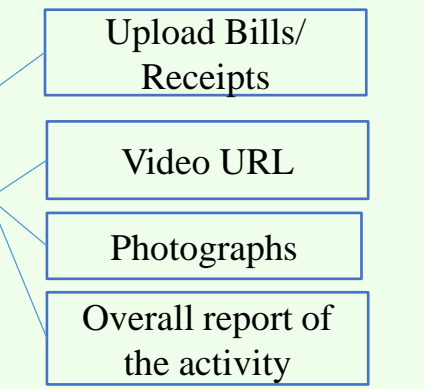 Upload Bills/
Receipts
Video URL
Photographs
Overall report of
the activity